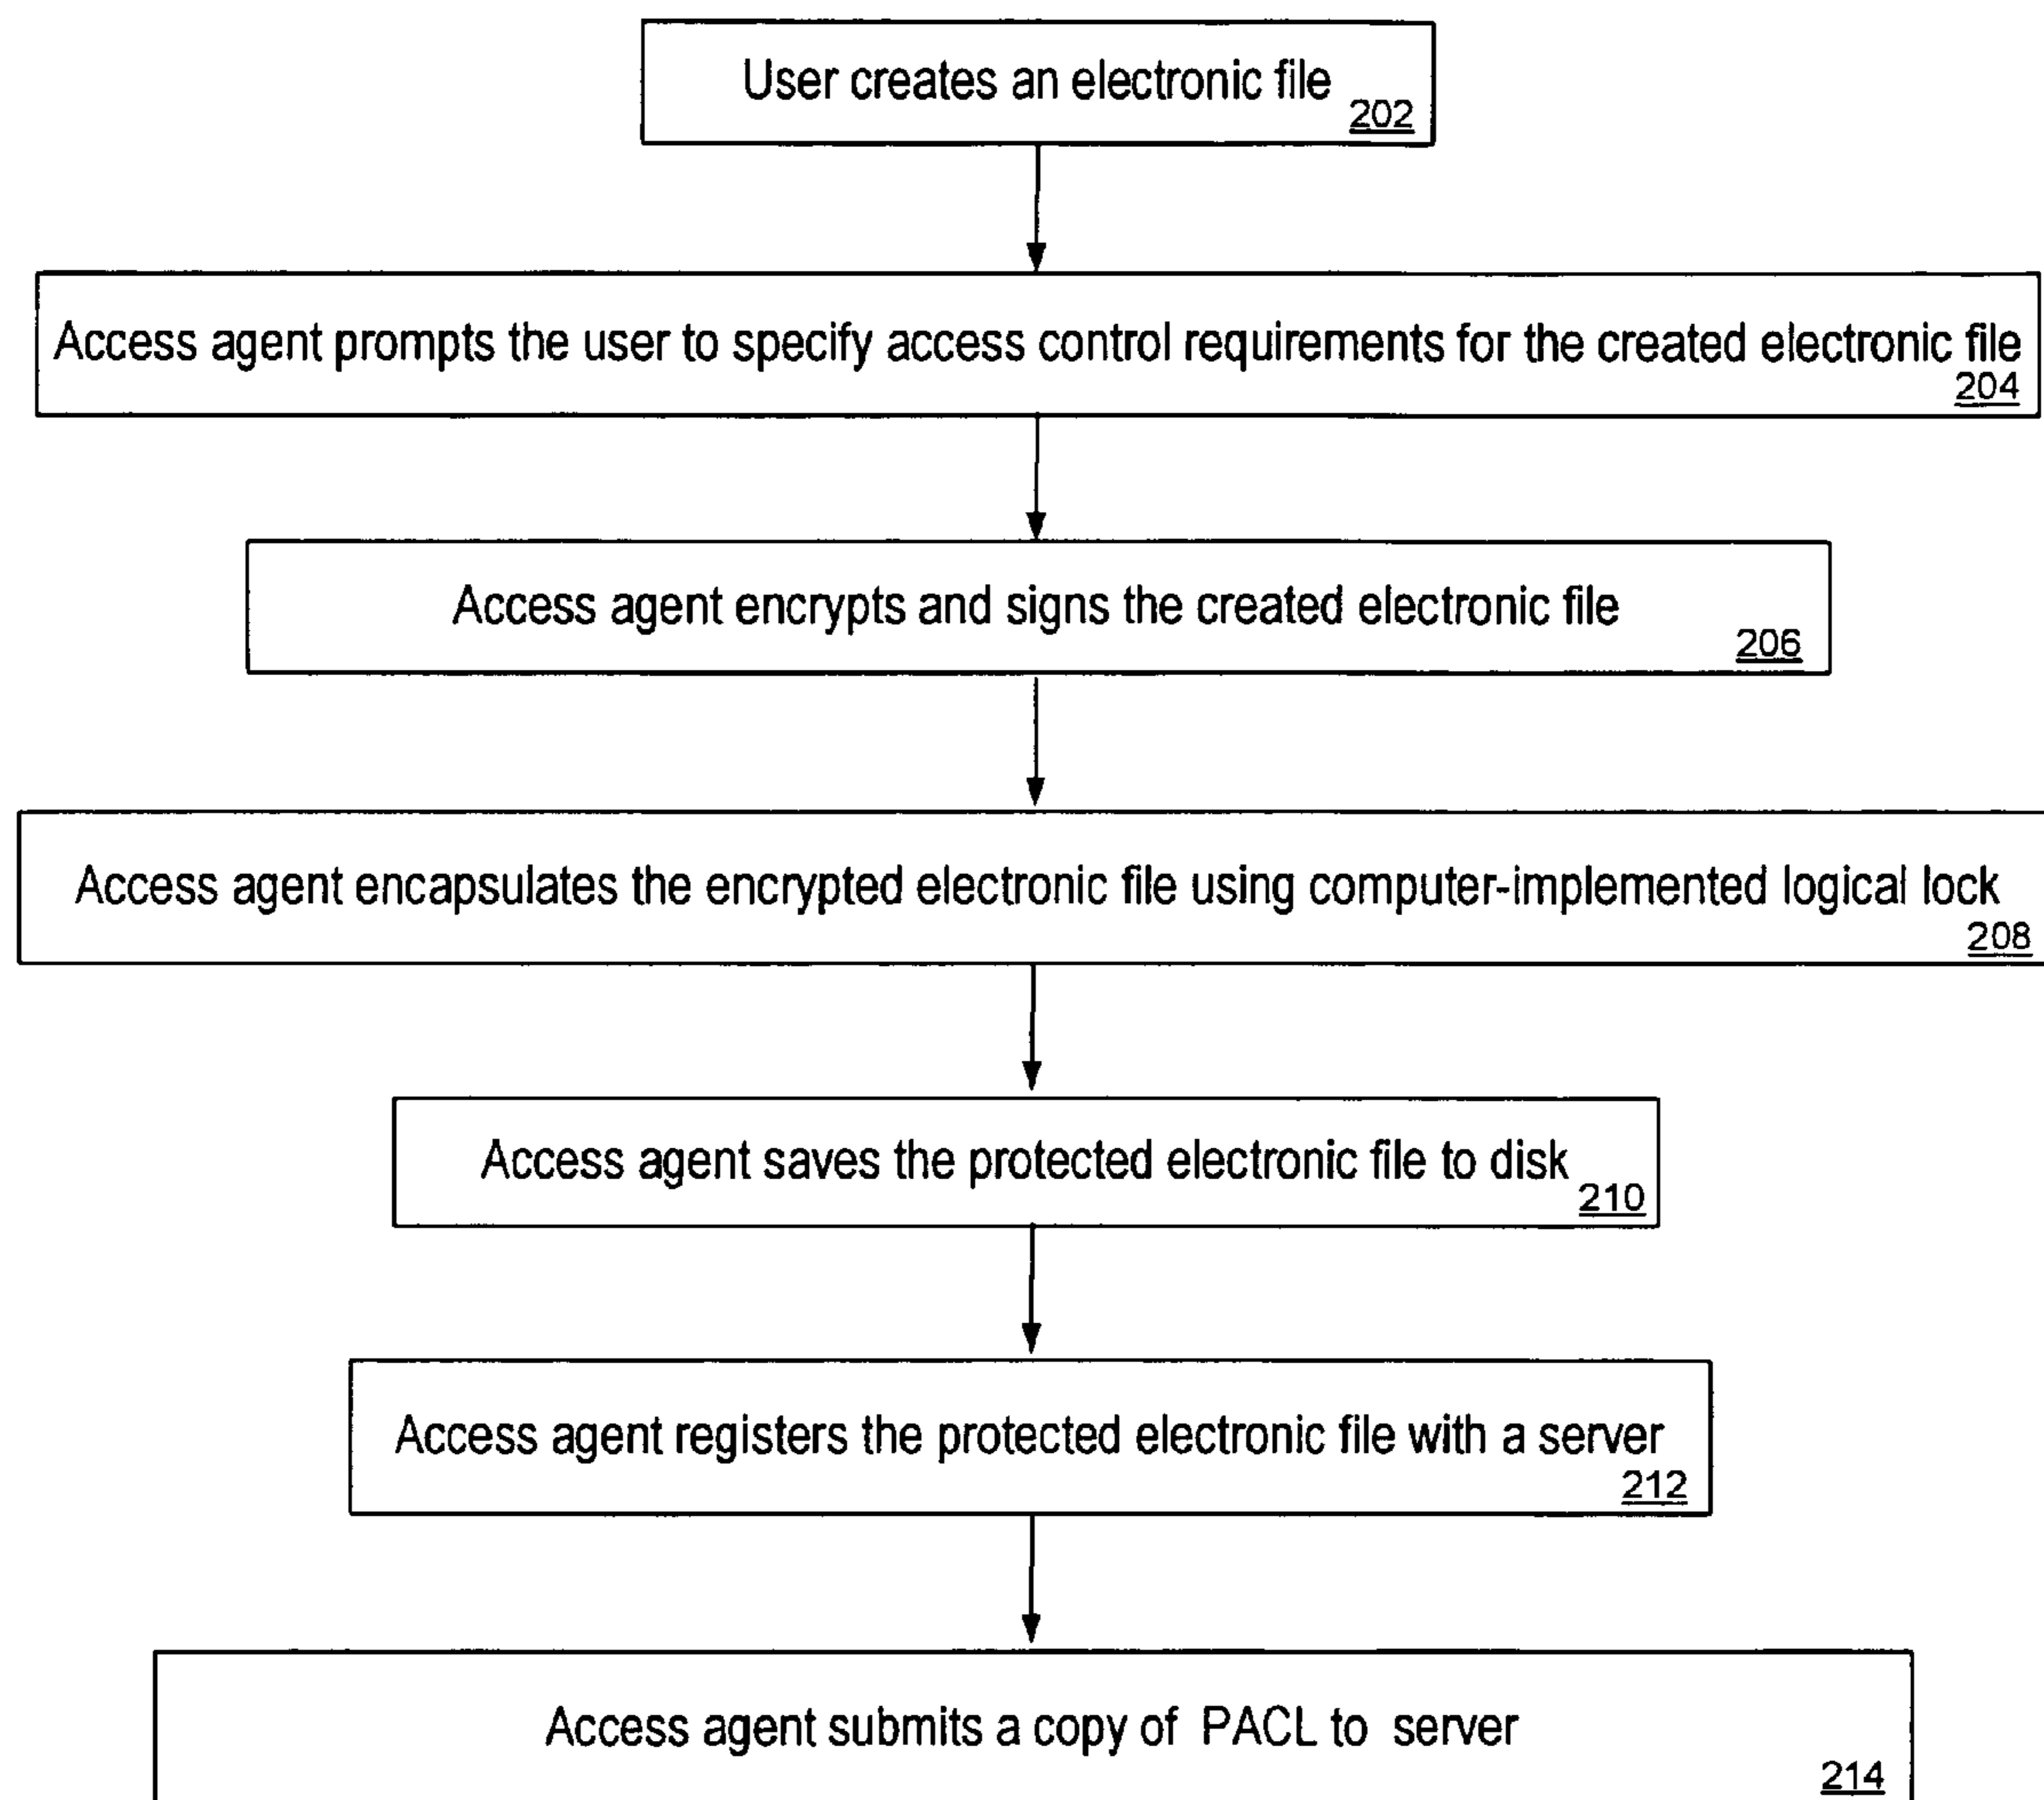 User creates an electronic file
202
Access agent prompts the user to specify access control requirements for the created electronic file
204
Access agent encrypts and signs the created electronic file
206
Access agent encapsulates the encrypted electronic file using computer-implemented logical lock
208
Access agent saves the protected electronic file to disk
210
Access agent registers the protected electronic file with a server
212
Access agent submits a copy of PACL to server
214